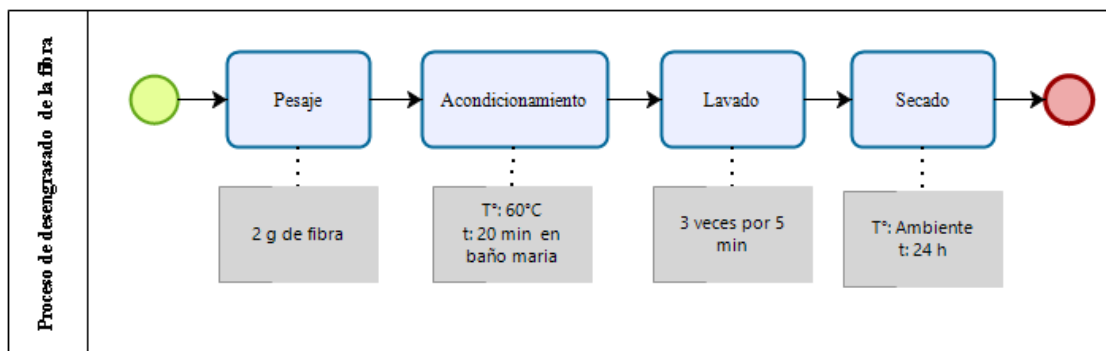 Proceso de desengrasado de la fibra
Pesaje
Acondicionamiento
Lavado
Secado
2 g de fibra
T°: 60°C
t: 20 min en
baño maria
3 veces por 5
min
T°: Ambiente
t: 24 h